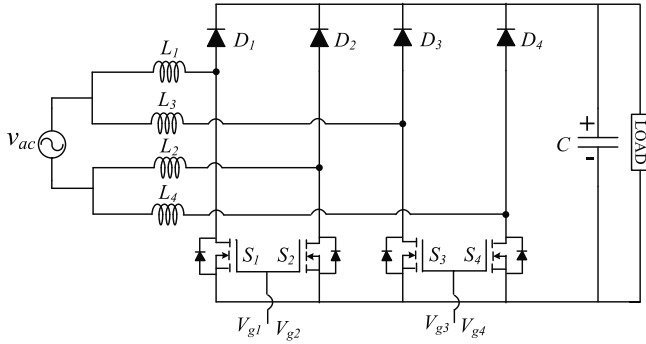 L1
D1
D2
D3
D4
L3
vac
L2
L4
C
+
-
LOAD
S1
S2
S3
S4
Vg1
Vg2
Vg3
Vg4